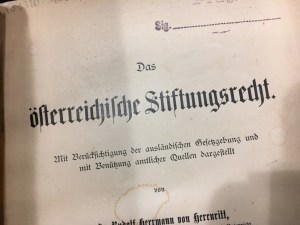 Sig.
Das
österreichische Stiftungsrecht.
Mit Berücksichtigung der ausländischen Gesetzgebung und
mit Benützung amtlicher Quellen dargestellt
von
Rudolf Herrmann von Herrnritt,